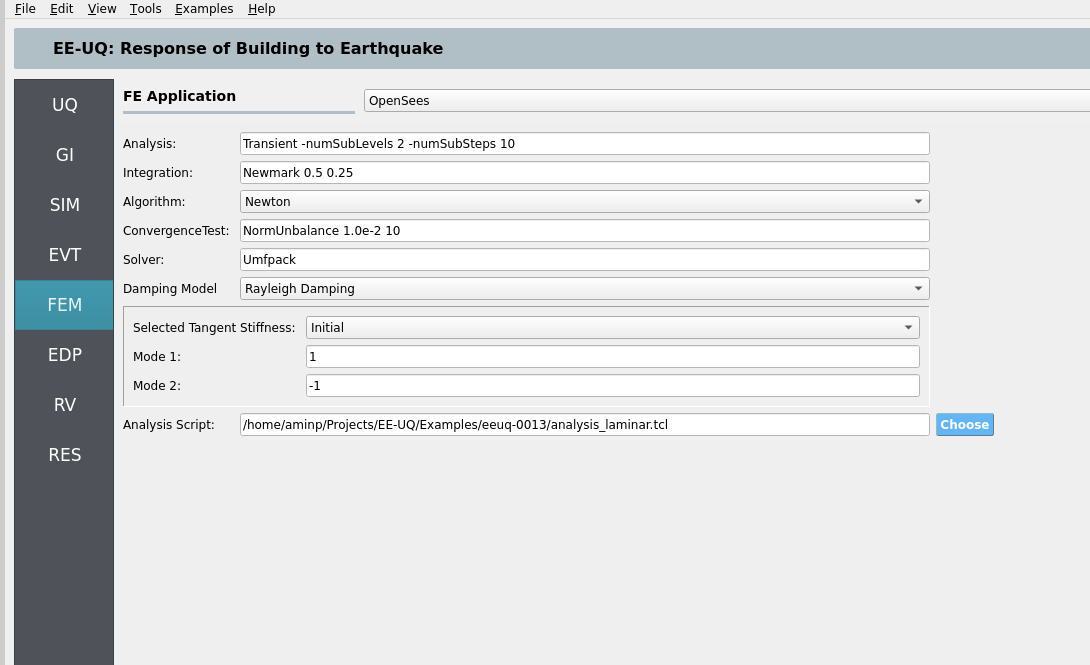 File Edit View Tools Examples Help
EE-UQ: Response of Building to Earthquake
UQ
GI
SIM
EVT
FEM
EDP
RV
RES
FE Application OpenSees
Analysis: Transient -numSubLevels 2 -numSubSteps 10
Integration: Newmark 0.5 0.25
Algorithm: Newton
ConvergenceTest: NormUnbalance 1.0e-2 10
Solver: Umfpack
Damping Model Rayleigh Damping
Selected Tangent Stiffness: Initial
Mode 1: 1
Mode 2: -1
Analysis Script: /home/aminp/Projects/EE-UQ/Examples/eeuq-0013/analysis_laminar.tcl Choose